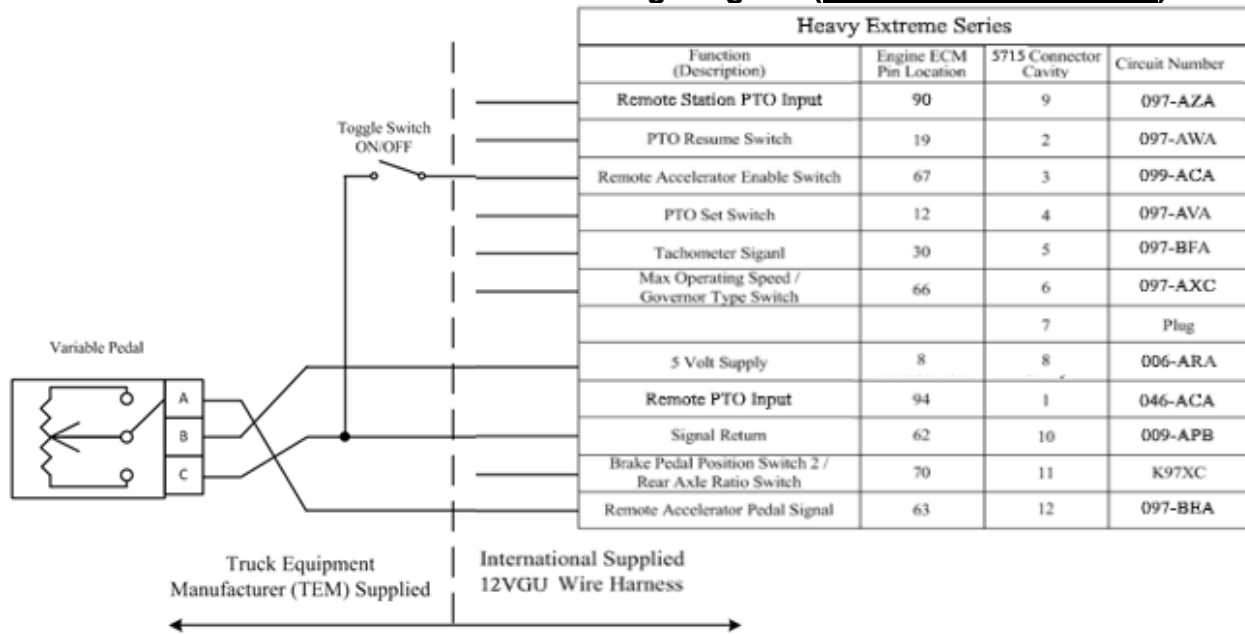 Heavy Extreme Series
Function
(Description)
Engine ECM
Pin Location
5715 Connector
Cavity
Circuit Number
Remote Station PTO Input 90 9 097-AZA
PTO Resume Switch 19 2 097-AWA
Remote Accelerator Enable Switch 67 3 099-ACA
PTO Set Switch 12 4 097-AVA
Tachometer Siganl 30 5 097-BFA
Max Operating Speed /
Governor Type Switch 66 6 097-AXC
7 Plug
5 Volt Supply 8 8 006-ARA
Remote PTO Input 94 1 046-ACA
Signal Return 62 10 009-APB
Brake Pedal Position Switch 2 /
Rear Axle Ratio Switch 70 11 K97XC
Remote Accelerator Pedal Signal 63 12 097-BEA
Toggle Switch
ON/OFF
Variable Pedal
A
B
C
Truck Equipment
Manufacturer (TEM) Supplied
International Supplied
12VGU Wire Harness